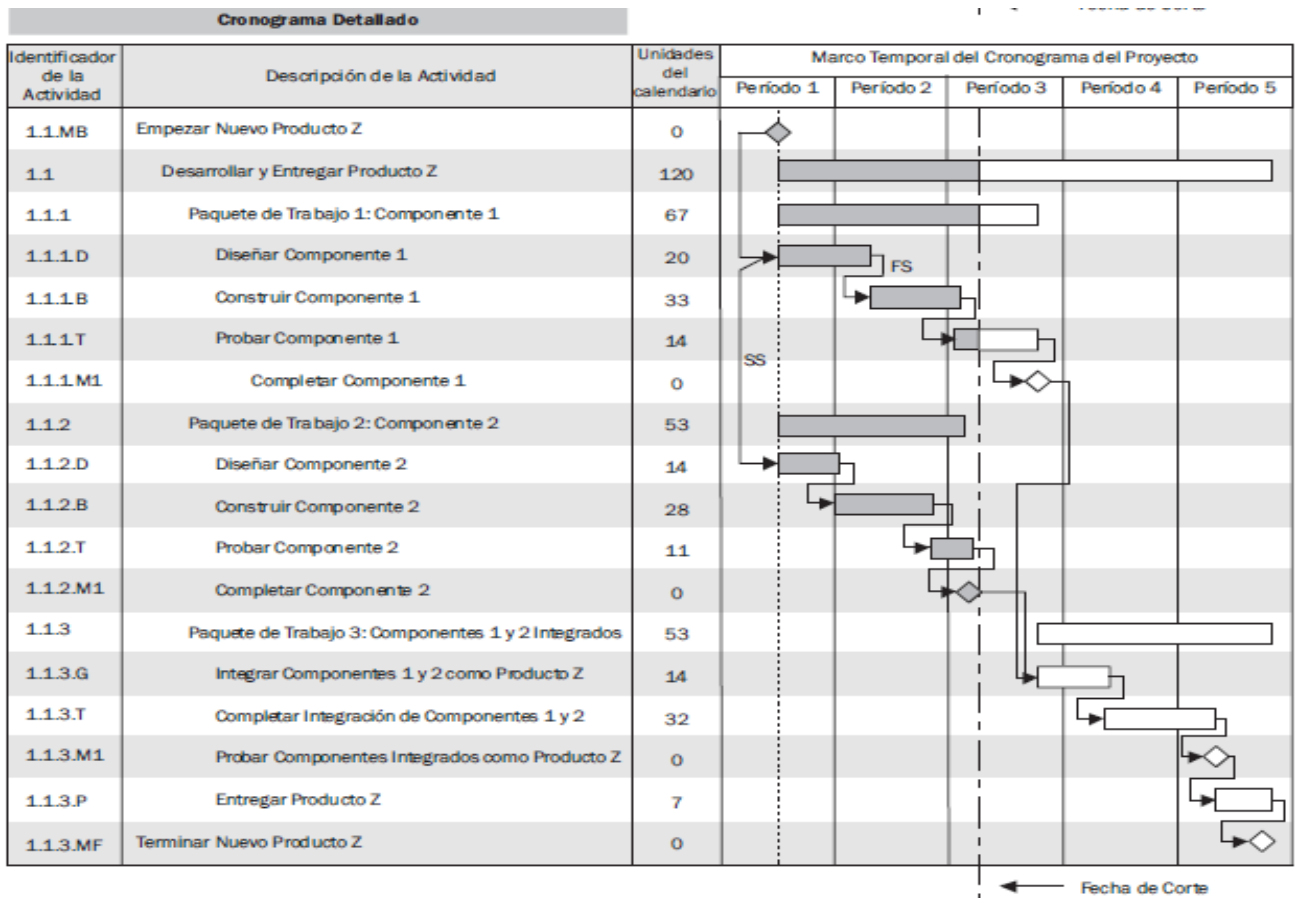 Cronograma Detallado
Identificador de la Actividad Descripción de la Actividad Unidades del calendario Marco Temporal del Cronograma del Proyecto
Período 1 Período 2 Período 3 Período 4 Período 5
1.1.MB Empezar Nuevo Producto Z 0
1.1 Desarrollar y Entregar Producto Z 120
1.1.1 Paquete de Trabajo 1: Componente 1 67
1.1.1.D Diseñar Componente 1 20 FS
1.1.1.B Construir Componente 1 33
1.1.1.T Probar Componente 1 14
SS
1.1.1.M1 Completar Componente 1 0
1.1.2 Paquete de Trabajo 2: Componente 2 53
1.1.2.D Diseñar Componente 2 14
1.1.2.B Construir Componente 2 28
1.1.2.T Probar Componente 2 11
1.1.2.M1 Completar Componente 2 0
1.1.3 Paquete de Trabajo 3: Componentes 1 y 2 Integrados 53
1.1.3.G Integrar Componentes 1 y 2 como Producto Z 14
1.1.3.T Completar Integración de Componentes 1 y 2 32
1.1.3.M1 Probar Componentes Integrados como Producto Z 0
1.1.3.P Entregar Producto Z 7
1.1.3.MF Terminar Nuevo Producto Z 0
Fecha de Corte